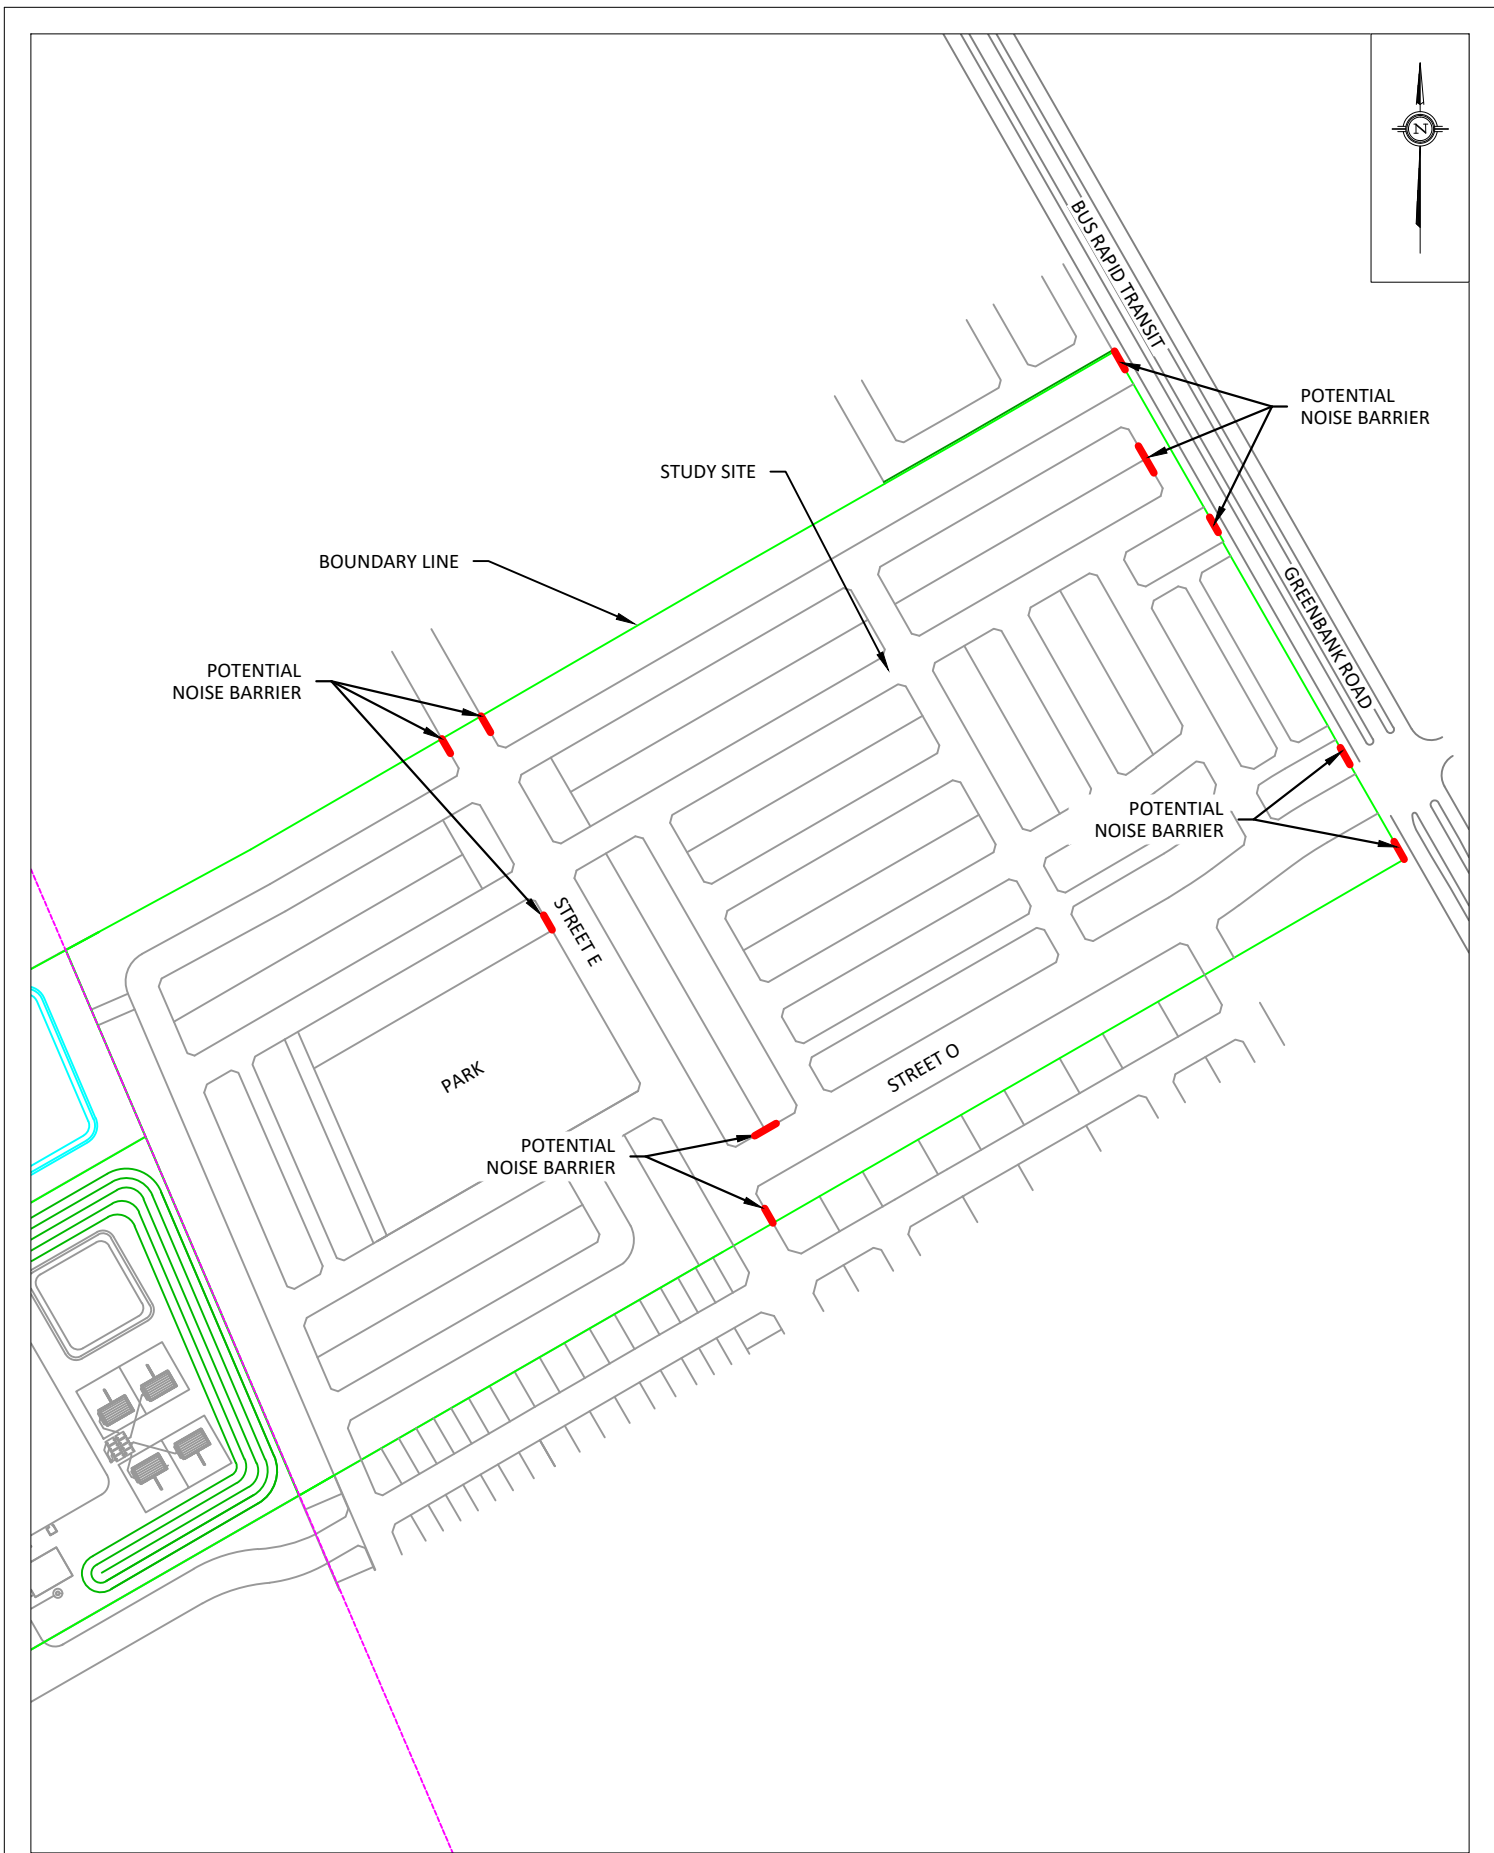 N
BUS RAPID TRANSIT
POTENTIAL
NOISE BARRIER
STUDY SITE
BOUNDARY LINE
GREENBANK ROAD
POTENTIAL
NOISE BARRIER
POTENTIAL
NOISE BARRIER
STREET E
STREET O
PARK
POTENTIAL
NOISE BARRIER